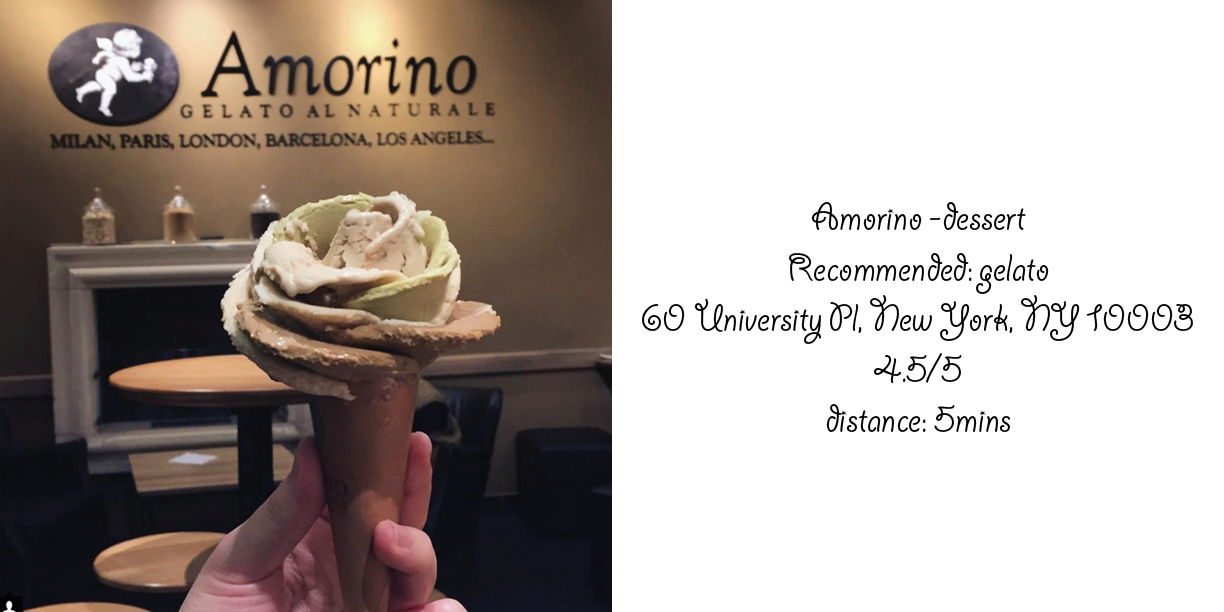 Amorino
GELATO AL NATURALE
MILAN, PARIS, LONDON, BARCELONA, LOS ANGELES...
Amorino -dessert
Recommended: gelato
60 University Pl, New York, NY 10003
4.5/5
distance: 5mins